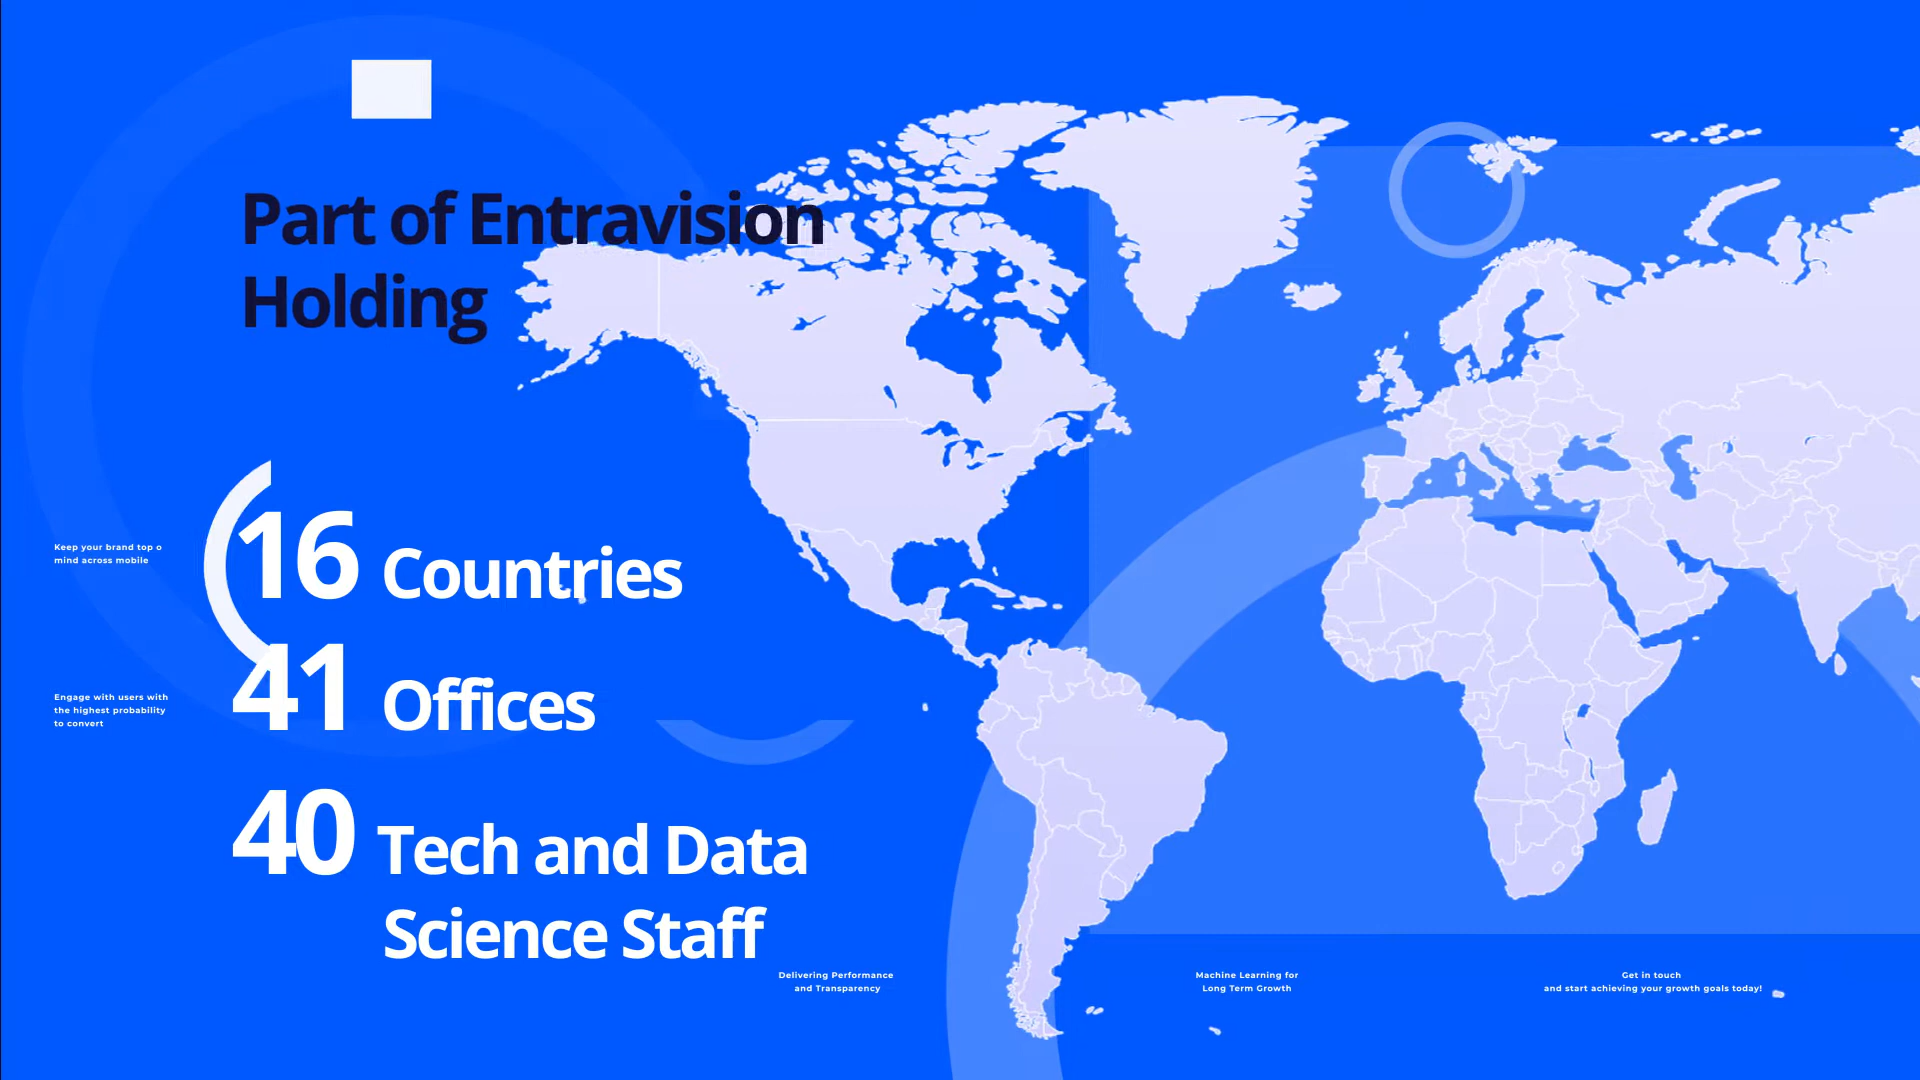 Part of Entravision
Holding
16 Countries
Keep your brand top o
mind across mobile
41 Offices
Engage with users with
the highest probability
to convert
40 Tech and Data
Science Staff
Delivering Performance
and Transparency
Machine Learning for
Long Term Growth
Get in touch
and start achieving your growth goals today!